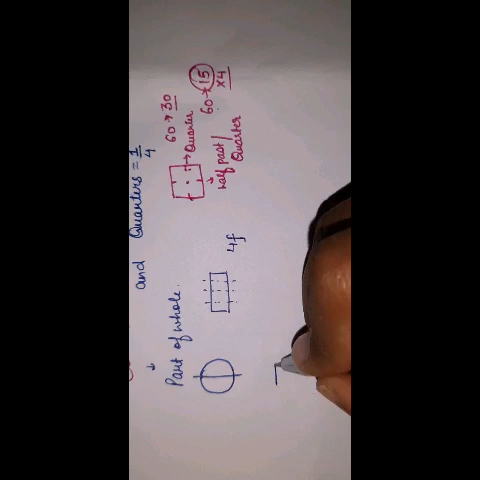 and Quarters = 1/4
↓
Part of whole.
60 → 30
→ Quarter
60 → 15
x 4
↓
Half past /
Quarter
4f